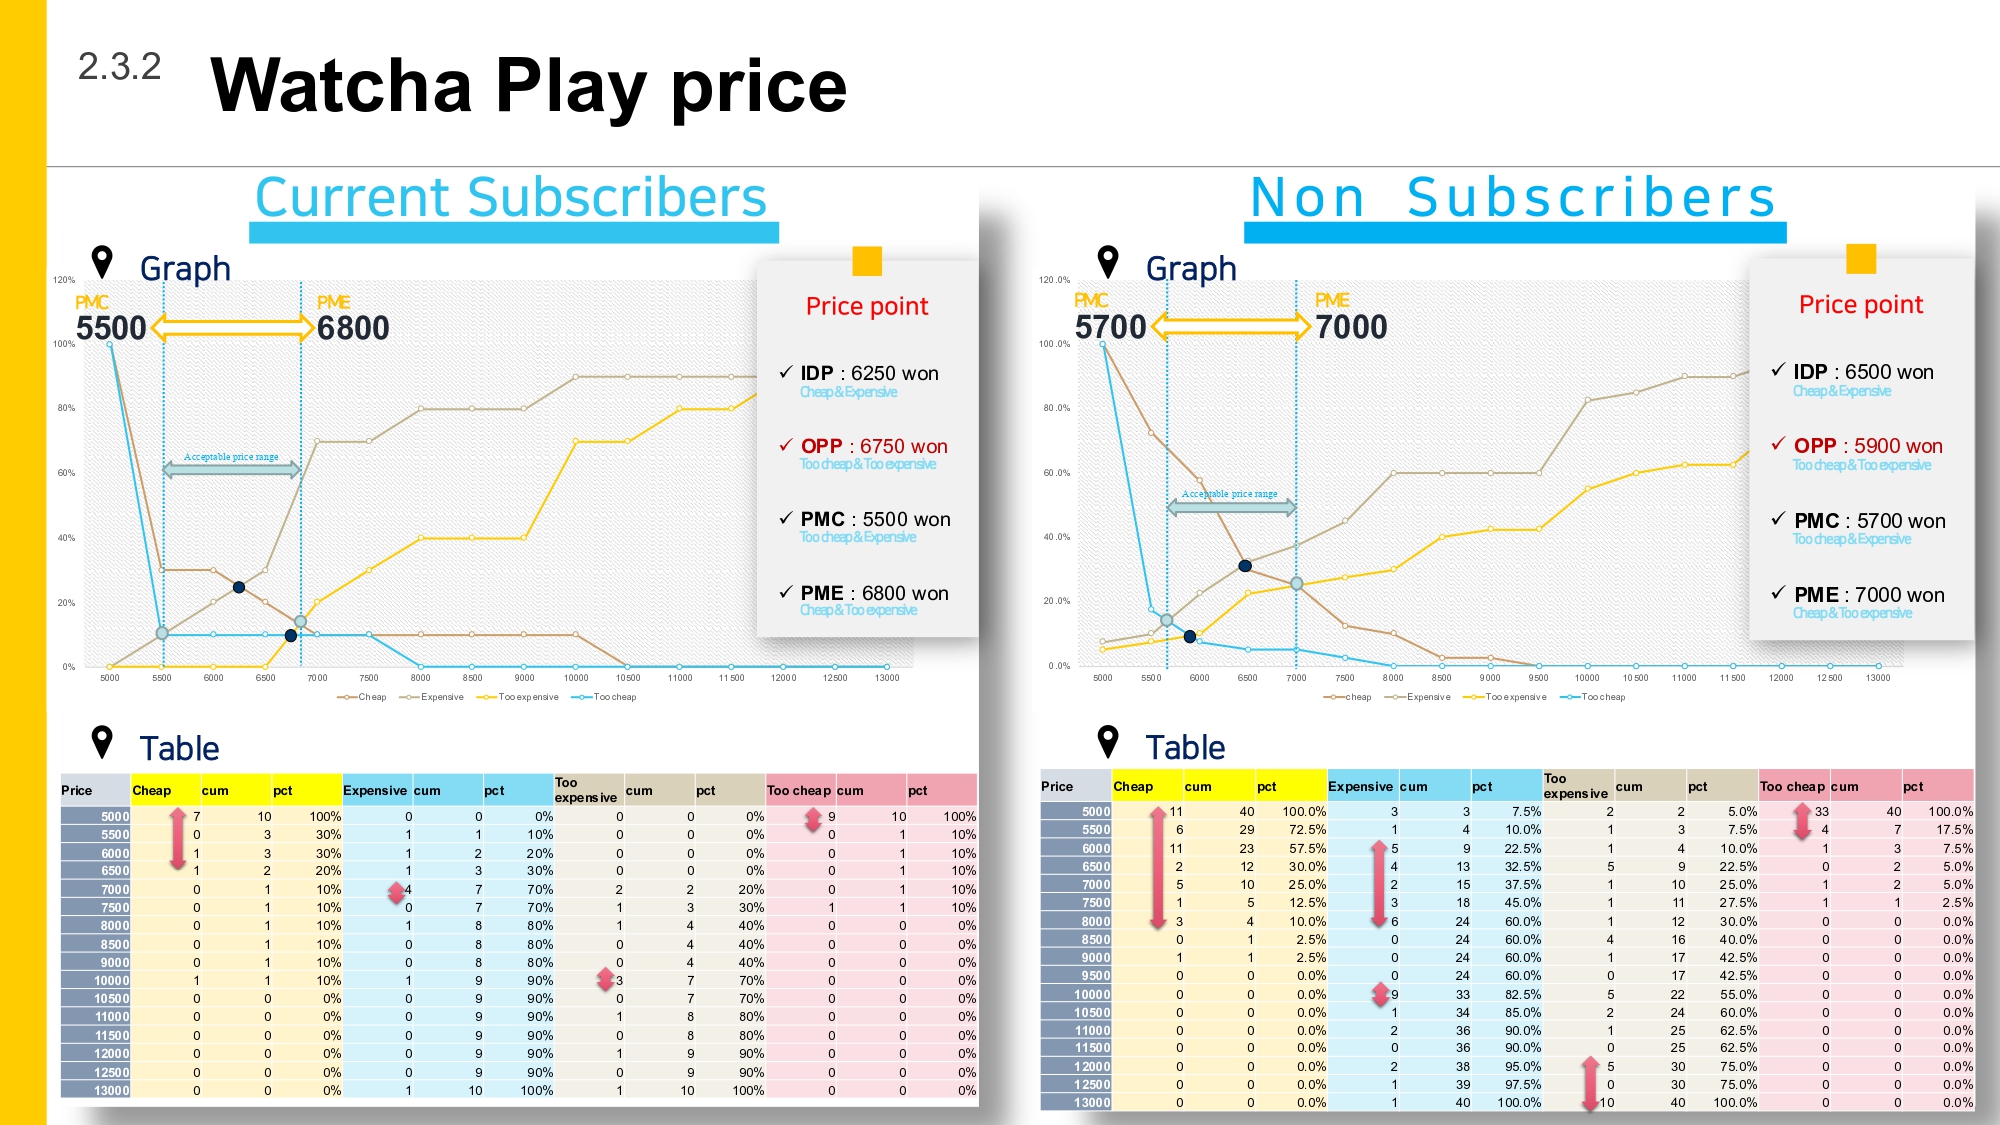 2.3.2
Watcha Play price
Current Subscribers
Graph
120%
100%
80%
60%
40%
20%
0%
PMC
5500
PME
6800
Acceptable price range
5000 5500 6000 6500 7000 7500 8000 8500 9000 10000 10500 11000 11500 12000 12500 13000
Cheap Expensive Too expensive Too cheap
Price point
✓ IDP : 6250 won
Cheap & Expensive
✓ OPP : 6750 won
Too cheap & Too expensive
✓ PMC : 5500 won
Too cheap & Expensive
✓ PME : 6800 won
Cheap & Too expensive
Table
Price Cheap cum pct Expensive cum pct Too expensive cum pct Too cheap cum pct
5000 7 10 100% 0 0 0% 0 0 0% 9 10 100%
5500 0 3 30% 1 1 10% 0 0 0% 0 1 10%
6000 1 3 30% 1 2 20% 0 0 0% 0 1 10%
6500 1 2 20% 1 3 30% 0 0 0% 0 1 10%
7000 0 1 10% 4 7 70% 2 2 20% 0 1 10%
7500 0 1 10% 0 7 70% 1 3 30% 1 1 10%
8000 0 1 10% 1 8 80% 1 4 40% 0 0 0%
8500 0 1 10% 0 8 80% 0 4 40% 0 0 0%
9000 0 1 10% 0 8 80% 0 4 40% 0 0 0%
10000 1 1 10% 1 9 90% 3 7 70% 0 0 0%
10500 0 0 0% 0 9 90% 0 7 70% 0 0 0%
11000 0 0 0% 0 9 90% 1 8 80% 0 0 0%
11500 0 0 0% 0 9 90% 0 8 80% 0 0 0%
12000 0 0 0% 0 9 90% 1 9 90% 0 0 0%
12500 0 0 0% 0 9 90% 0 9 90% 0 0 0%
13000 0 0 0% 1 10 100% 1 10 100% 0 0 0%
Non Subscribers
Graph
120.0%
100.0%
80.0%
60.0%
40.0%
20.0%
0.0%
PMC
5700
PME
7000
Acceptable price range
5000 5500 6000 6500 7000 7500 8000 8500 9000 9500 10000 10500 11000 11500 12000 12500 13000
cheap Expensive Too expensive Too cheap
Price point
✓ IDP : 6500 won
Cheap & Expensive
✓ OPP : 5900 won
Too cheap & Too expensive
✓ PMC : 5700 won
Too cheap & Expensive
✓ PME : 7000 won
Cheap & Too expensive
Table
Price Cheap cum pct Expensive cum pct Too expensive cum pct Too cheap cum pct
5000 11 40 100.0% 3 3 7.5% 2 2 5.0% 33 40 100.0%
5500 6 29 72.5% 1 4 10.0% 1 3 7.5% 4 7 17.5%
6000 11 23 57.5% 5 9 22.5% 1 4 10.0% 1 3 7.5%
6500 2 12 30.0% 4 13 32.5% 5 9 22.5% 0 2 5.0%
7000 5 10 25.0% 2 15 37.5% 1 10 25.0% 1 2 5.0%
7500 1 5 12.5% 3 18 45.0% 1 11 27.5% 1 1 2.5%
8000 3 4 10.0% 6 24 60.0% 1 12 30.0% 0 0 0.0%
8500 0 1 2.5% 0 24 60.0% 4 16 40.0% 0 0 0.0%
9000 1 1 2.5% 0 24 60.0% 1 17 42.5% 0 0 0.0%
9500 0 0 0.0% 0 24 60.0% 0 17 42.5% 0 0 0.0%
10000 0 0 0.0% 9 33 82.5% 5 22 55.0% 0 0 0.0%
10500 0 0 0.0% 1 34 85.0% 2 24 60.0% 0 0 0.0%
11000 0 0 0.0% 2 36 90.0% 1 25 62.5% 0 0 0.0%
11500 0 0 0.0% 0 36 90.0% 0 25 62.5% 0 0 0.0%
12000 0 0 0.0% 2 38 95.0% 5 30 75.0% 0 0 0.0%
12500 0 0 0.0% 1 39 97.5% 0 30 75.0% 0 0 0.0%
13000 0 0 0.0% 1 40 100.0% 10 40 100.0% 0 0 0.0%